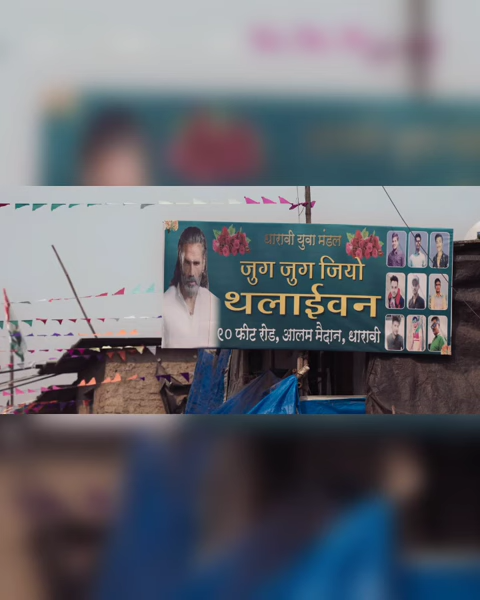 धारावी युवा मंडल
जुग जुग जियो
थलाईवन
९० फीट रोड, आलम मैदान, धारावी